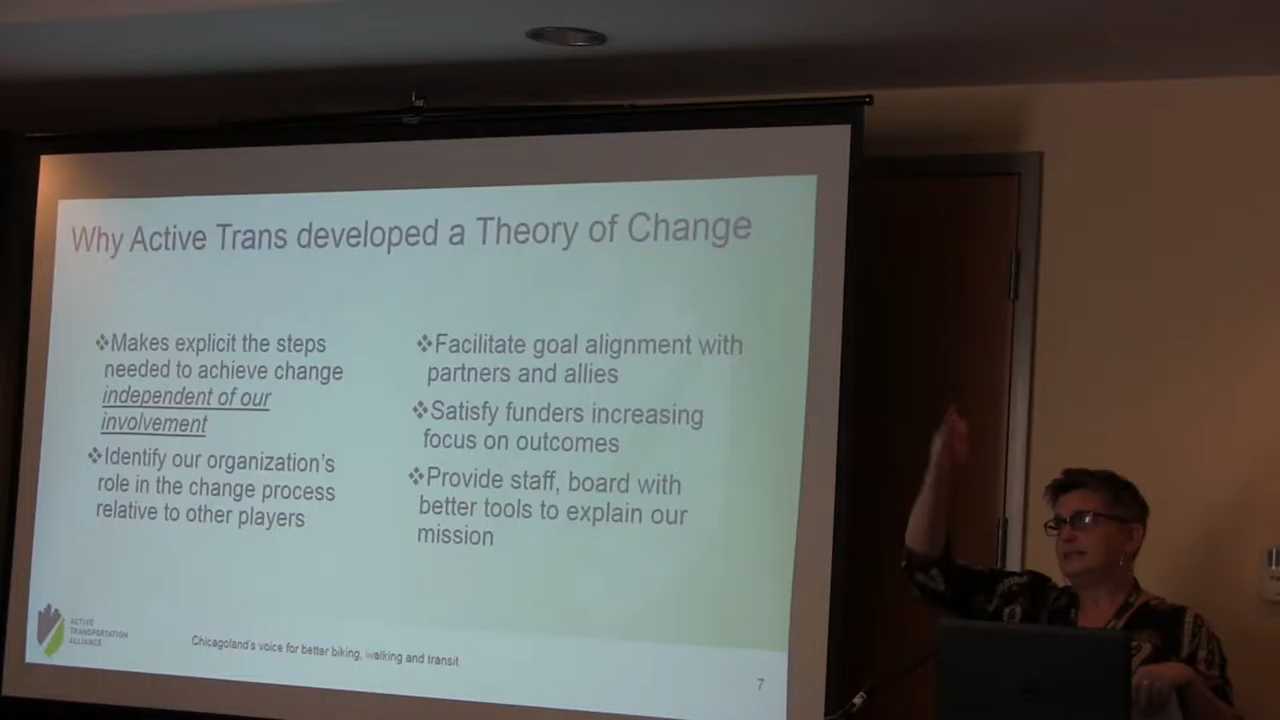 Why Active Trans developed a Theory of Change
❖Makes explicit the steps
needed to achieve change
independent of our
involvement
❖Identify our organization's
role in the change process
relative to other players
❖Facilitate goal alignment with
partners and allies
❖Satisfy funders increasing
focus on outcomes
❖Provide staff, board with
better tools to explain our
mission
ACTIVE
TRANSPORTATION
ALLIANCE
Chicagoland's voice for better biking, walking and transit.
7